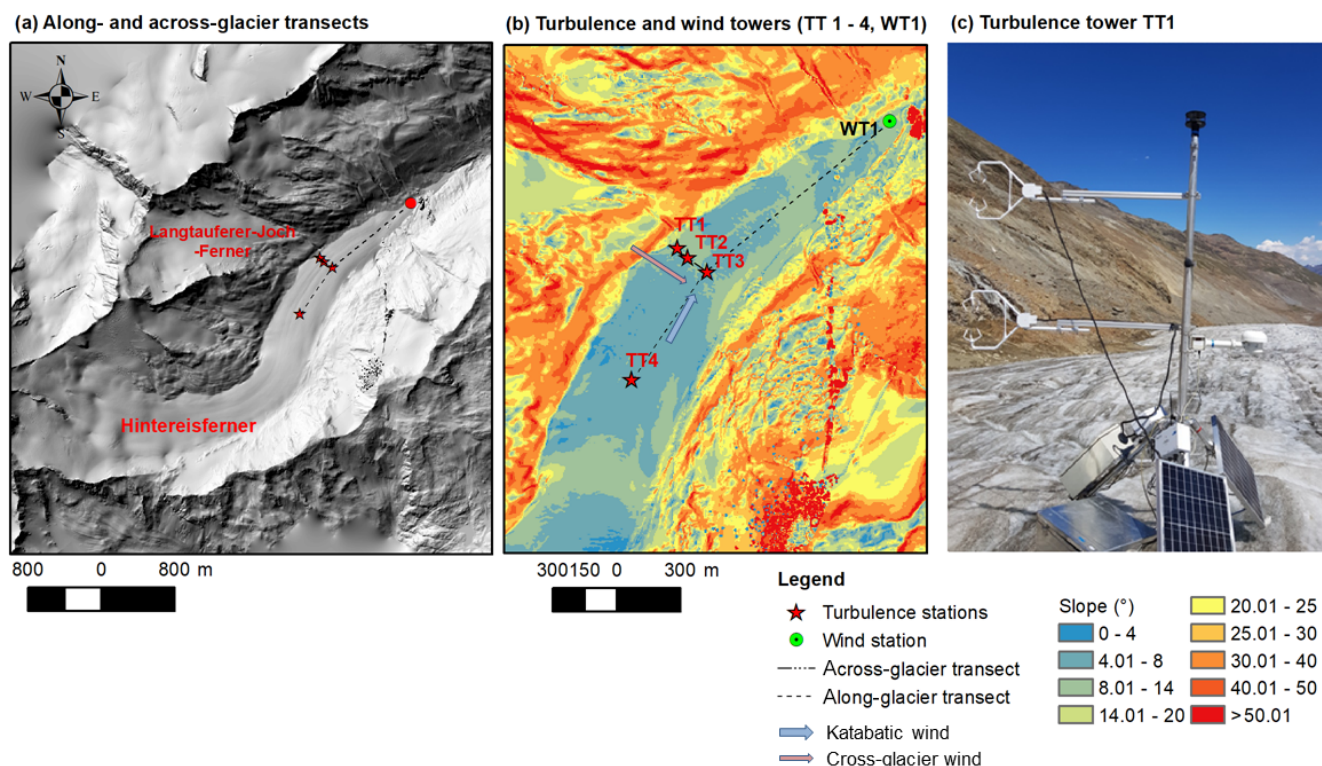 (a) Along- and across-glacier transects
(b) Turbulence and wind towers (TT 1 - 4, WT1)
(c) Turbulence tower TT1
N
W E
S
Langtauferer-Joch
-Ferner
Hintereisferner
WT1
TT1
TT2
TT3
TT4
800 0 800 m
300150 0 300 m
Legend
Turbulence stations
Wind station
Across-glacier transect
Along-glacier transect
Katabatic wind
Cross-glacier wind
Slope (°)
0 - 4
4.01 - 8
8.01 - 14
14.01 - 20
20.01 - 25
25.01 - 30
30.01 - 40
40.01 - 50
>50.01